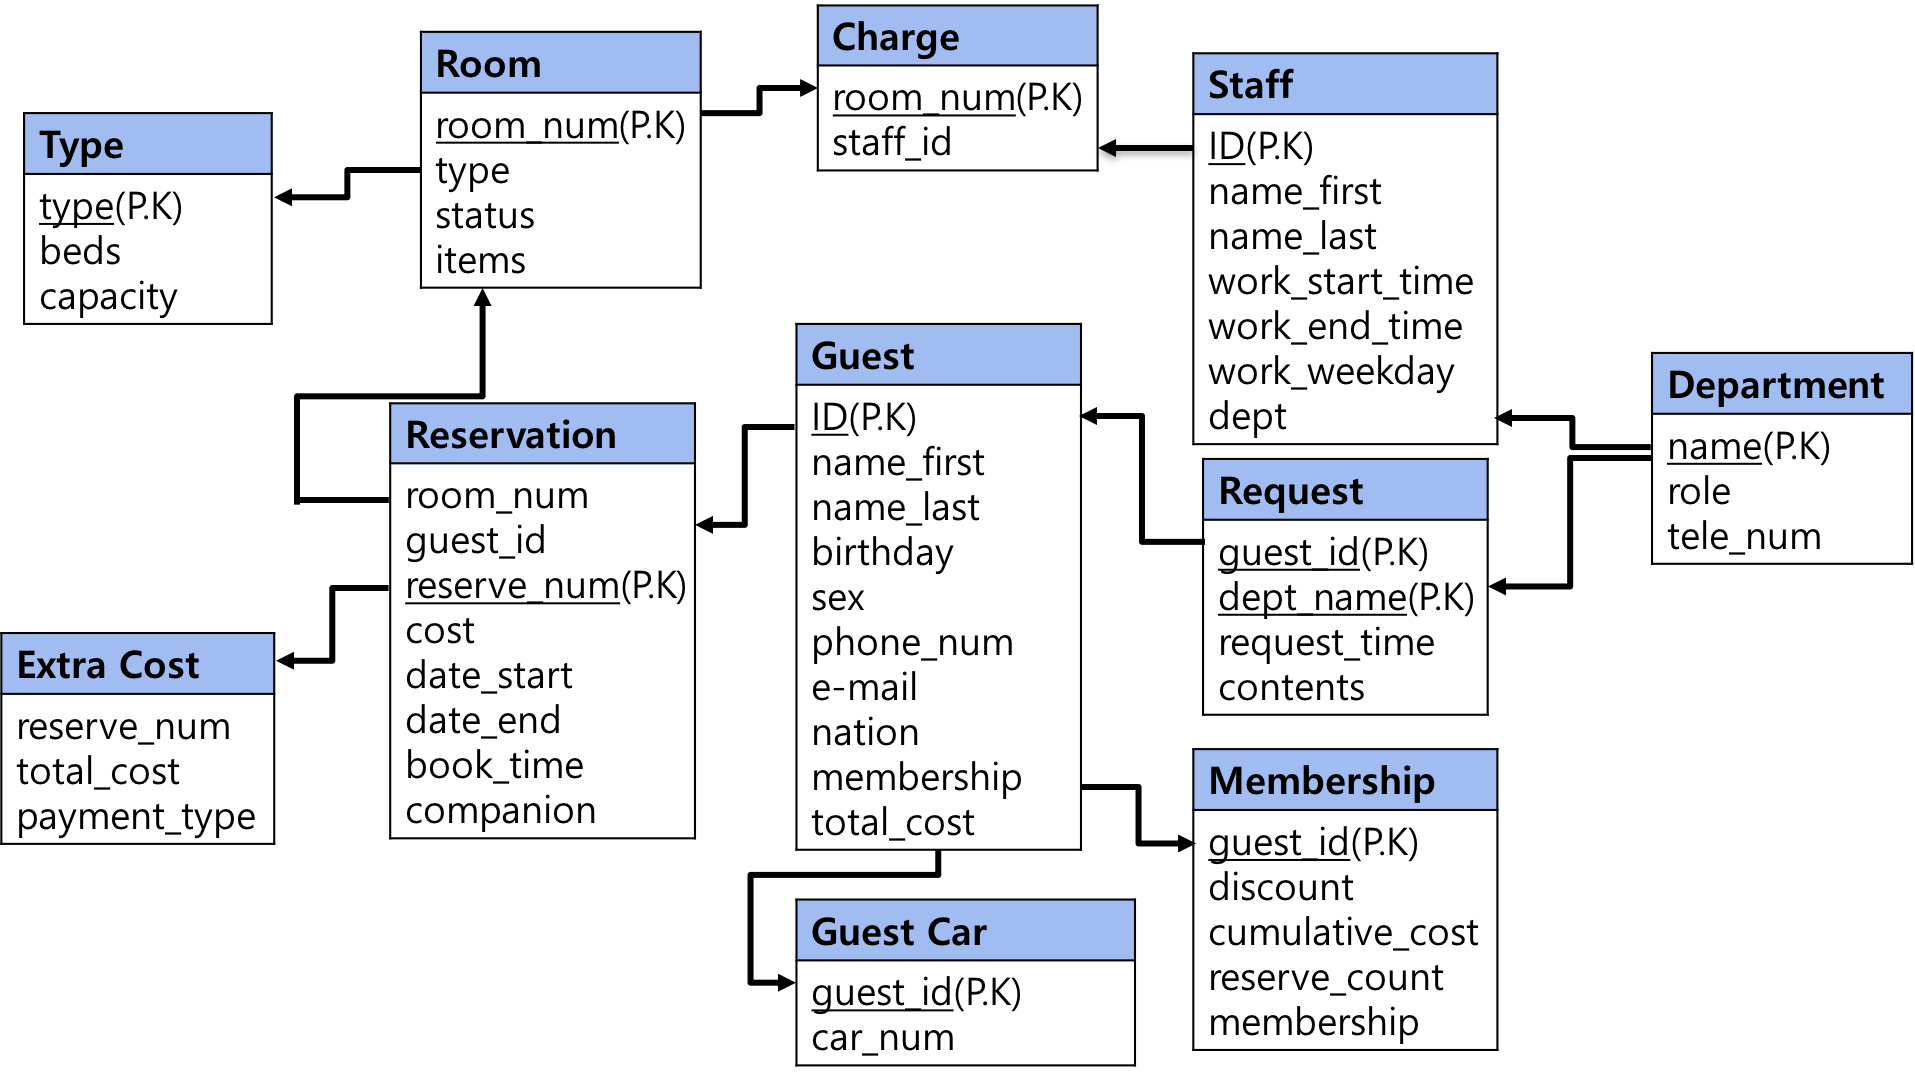 Type
type(P.K)
beds
capacity
Room
room_num(P.K)
type
status
items
Charge
room_num(P.K)
staff_id
Staff
ID(P.K)
name_first
name_last
work_start_time
work_end_time
work_weekday
dept
Department
name(P.K)
role
tele_num
Guest
ID(P.K)
name_first
name_last
birthday
sex
phone_num
e-mail
nation
membership
total_cost
Reservation
room_num
guest_id
reserve_num(P.K)
cost
date_start
date_end
book_time
companion
Request
guest_id(P.K)
dept_name(P.K)
request_time
contents
Extra Cost
reserve_num
total_cost
payment_type
Membership
guest_id(P.K)
discount
cumulative_cost
reserve_count
membership
Guest Car
guest_id(P.K)
car_num